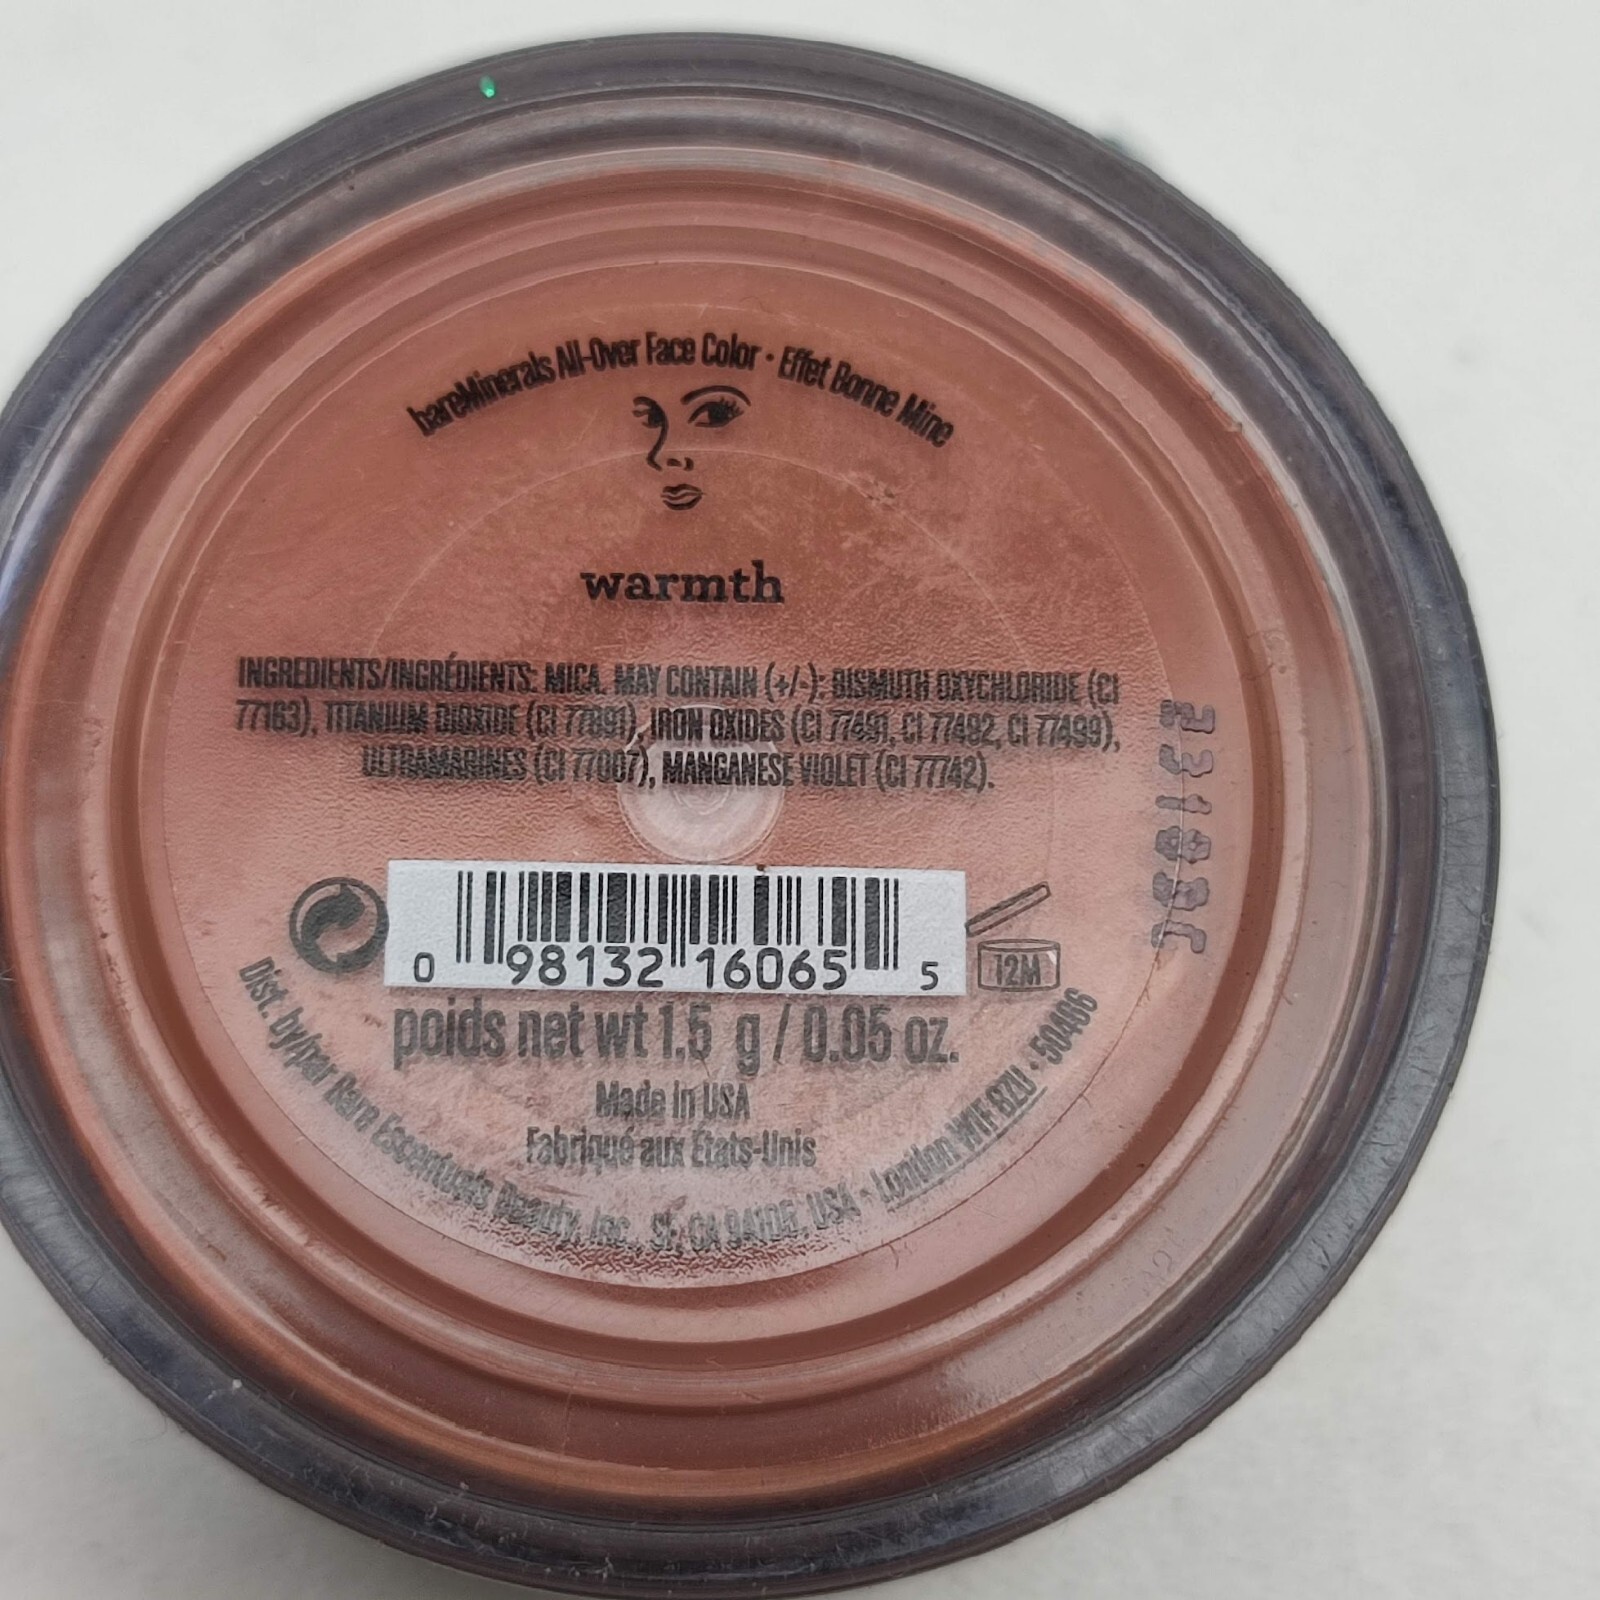 bareMinerals All-Over Face Color • Effet Bonne Mine
warmth
INGREDIENTS/INGRÉDIENTS: MICA. MAY CONTAIN (+/-): BISMUTH OXYCHLORIDE (CI
77163), TITANIUM DIOXIDE (CI 77891), IRON OXIDES (CI 77491, CI 77492, CI 77499),
ULTRAMARINES (CI 77007), MANGANESE VIOLET (CI 77742).
0 98132 16065 5
12M
poids net wt 1.5 g / 0.05 oz.
Made in USA
Fabriqué aux États-Unis
Dist. by/par Bare Escentuals Beauty, Inc., SF, CA 94105, USA • London W1F 8ZU • 50466